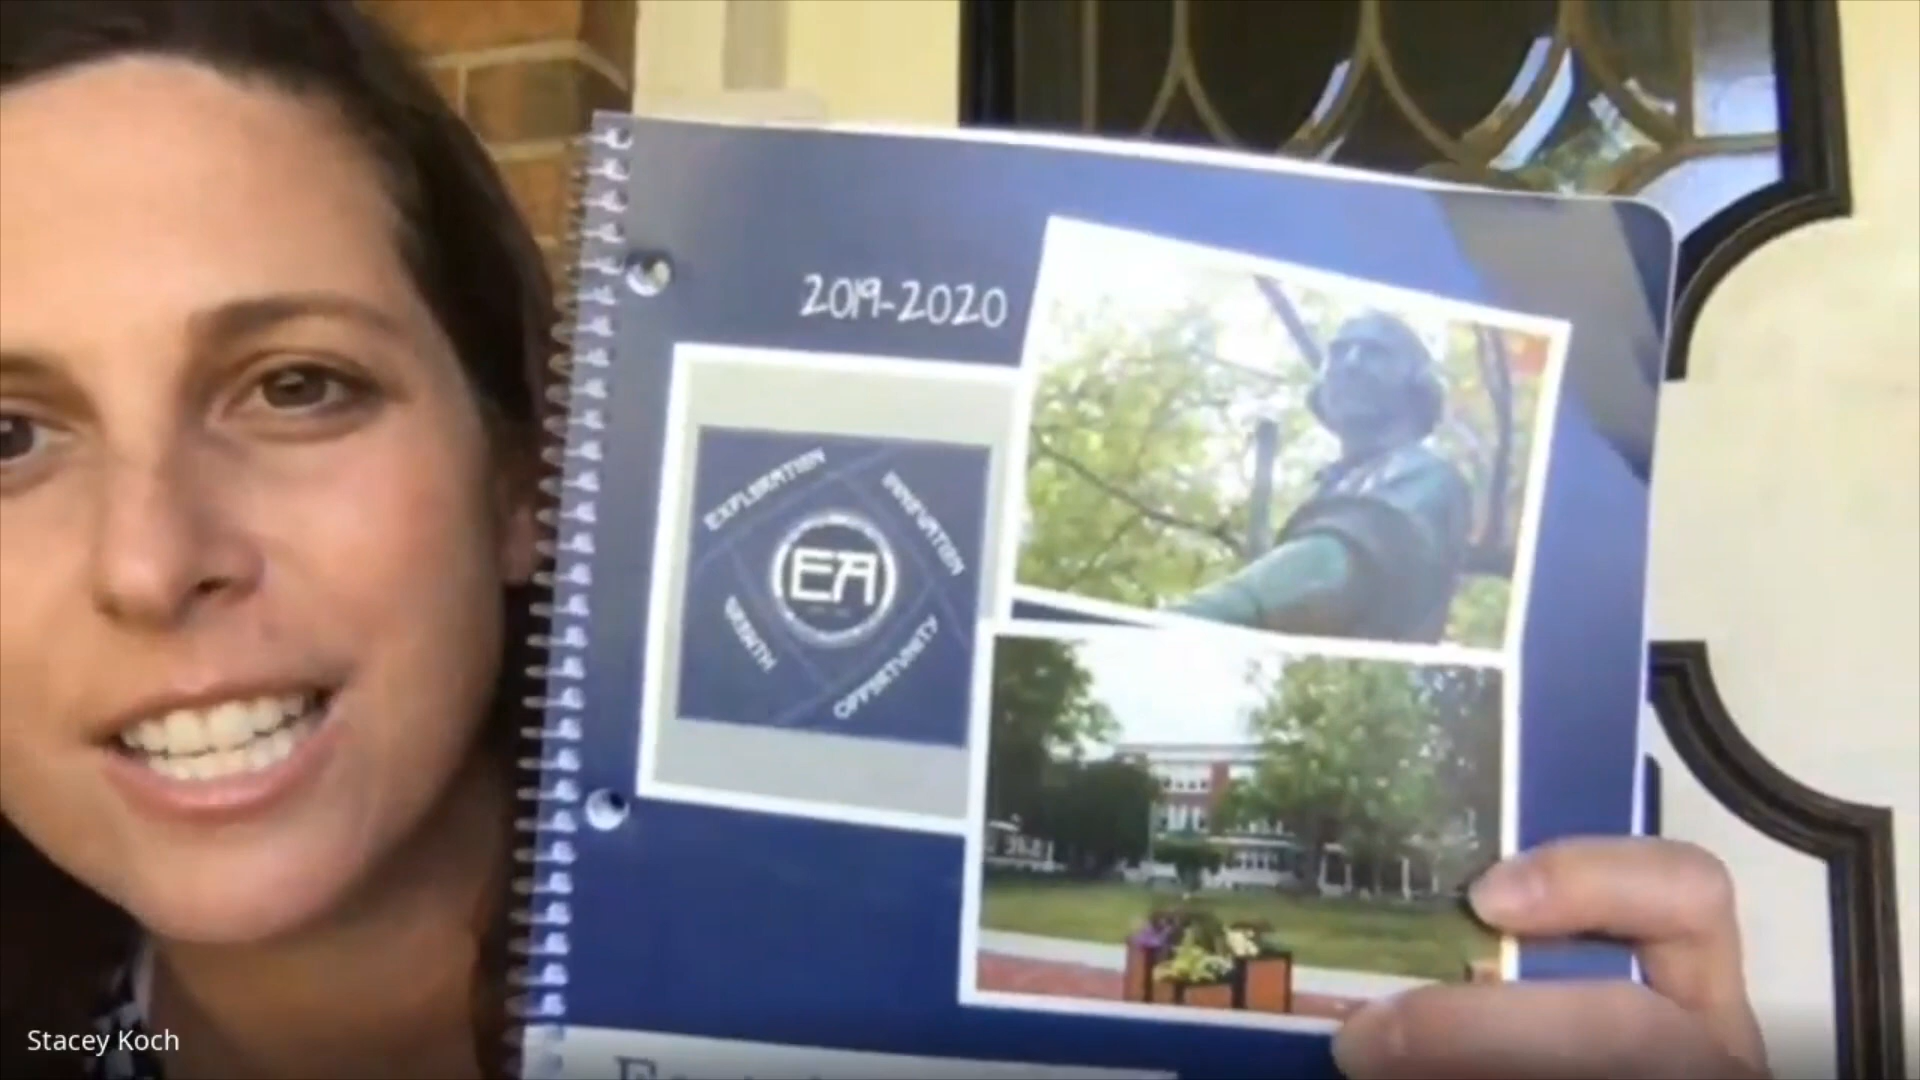 2019-2020
EXPLORATION
INNOVATION
EA
GROWTH
OPPORTUNITY
Stacey Koch